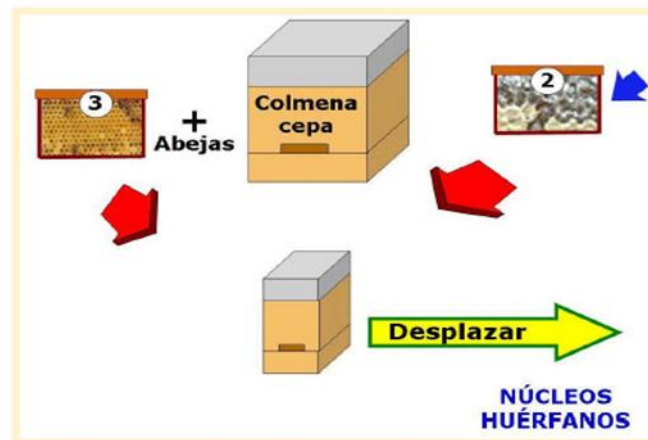 3
+
Abejas
Colmena
cepa
2
Desplazar
NÚCLEOS
HUÉRFANOS